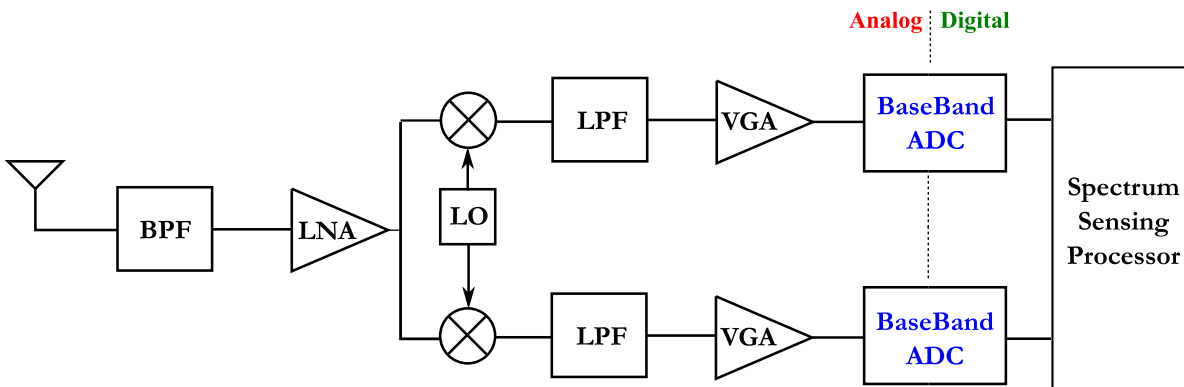 Analog Digital
BPF
LNA
LO
LPF
VGA
BaseBand
ADC
LPF
VGA
BaseBand
ADC
Spectrum
Sensing
Processor